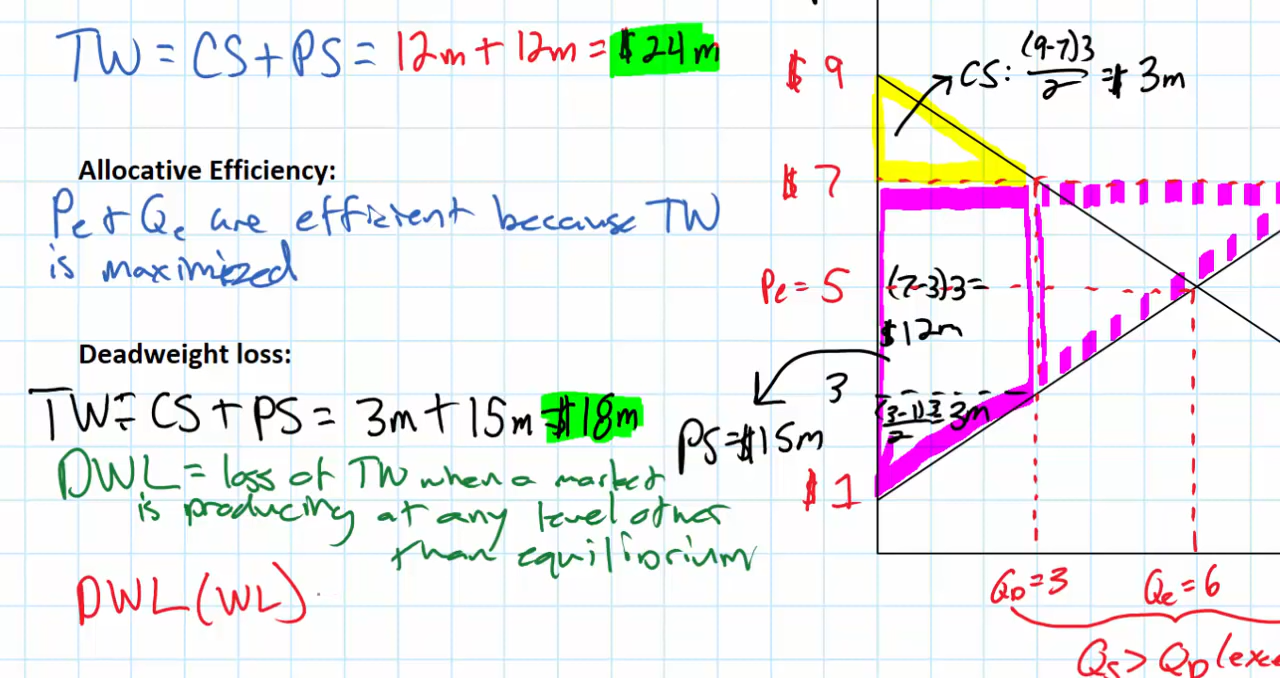 TW = CS + PS = 12m + 12m = $24m
Allocative Efficiency:
Pe + Qe are efficient because TW
is maximized
Deadweight loss:
TW = CS + PS = 3m + 15m = $18m
DWL = loss of TW when a market
is producing at any level other
than equilibrium
DWL (WL)
$9
CS: (9-7)3
2
= $ 3m
$7
Pe = 5
(7-3)3=
$12m
3
(3-1)3
2
= 3m
PS = $15m
$1
QD = 3
Qe = 6
Qs > QD (exce